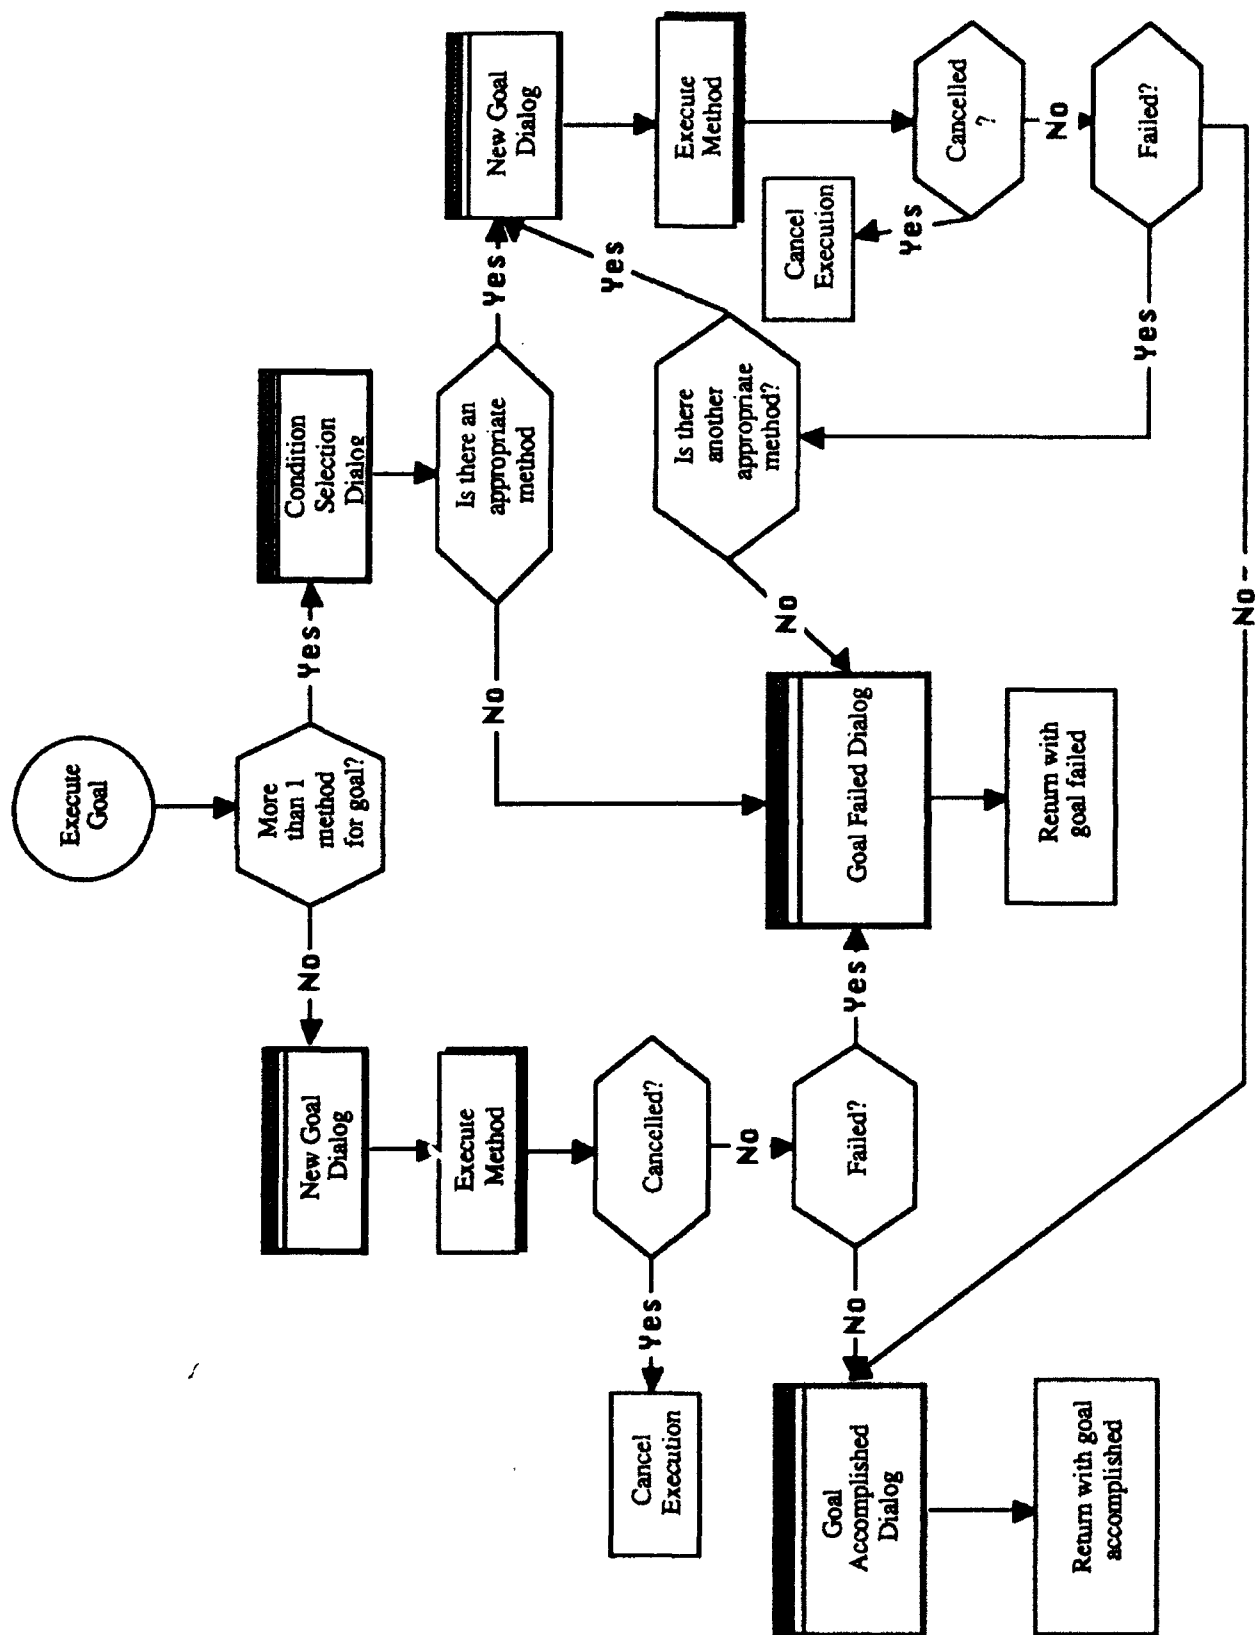 Execute
Goal
More
than 1
method
for goal?
No
Yes
New Goal
Dialog
Execute
Method
Cancelled?
Yes
Cancel
Execution
No
Failed?
No
Yes
Goal
Accomplished
Dialog
Return with goal
accomplished
Condition
Selection
Dialog
Is there an
appropriate
method
No
Yes
Goal Failed Dialog
Return with
goal failed
New Goal
Dialog
Execute
Method
Cancelled
?
Yes
Cancel
Execution
No
Failed?
Yes
No
Is there
another
appropriate
method?
Yes
No